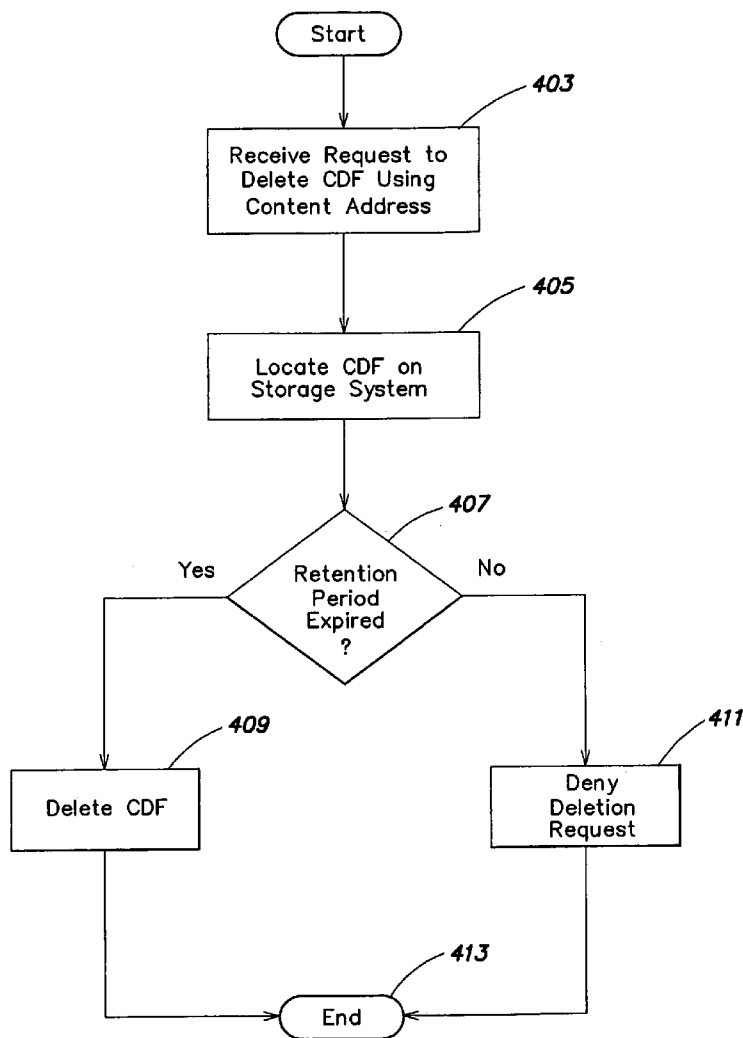 Start
403
Receive Request to
Delete CDF Using
Content Address
405
Locate CDF on
Storage System
407
Yes
Retention
Period
Expired
?
No
409
Delete CDF
411
Deny
Deletion
Request
413
End